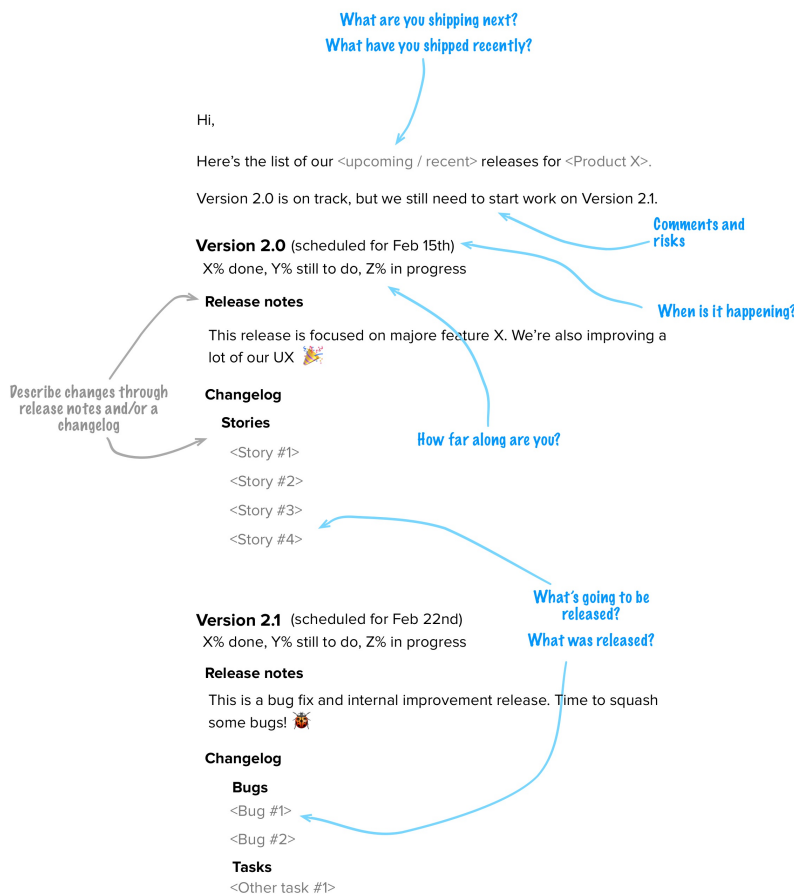 What are you shipping next?
What have you shipped recently?
Hi,
Here's the list of our <upcoming / recent> releases for <Product X>.
Version 2.0 is on track, but we still need to start work on Version 2.1.
Comments and
risks
Version 2.0 (scheduled for Feb 15th)
X% done, Y% still to do, Z% in progress
When is it happening?
Release notes
This release is focused on majore feature X. We're also improving a
lot of our UX 🎉
Describe changes through
release notes and/or a
changelog
Changelog
Stories
How far along are you?
<Story #1>
<Story #2>
<Story #3>
<Story #4>
What's going to be
released?
What was released?
Version 2.1 (scheduled for Feb 22nd)
X% done, Y% still to do, Z% in progress
Release notes
This is a bug fix and internal improvement release. Time to squash
some bugs! 🐞
Changelog
Bugs
<Bug #1>
<Bug #2>
Tasks
<Other task #1>